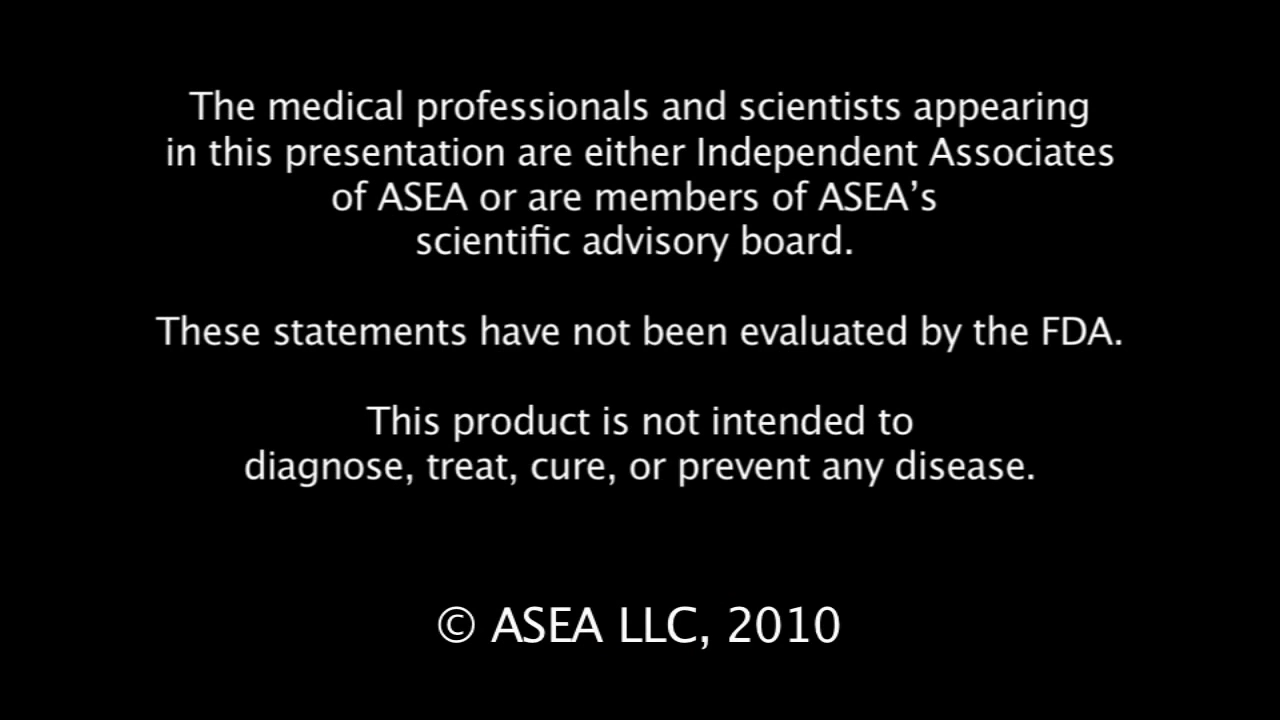 The medical professionals and scientists appearing
in this presentation are either Independent Associates
of ASEA or are members of ASEA’s
scientific advisory board.
These statements have not been evaluated by the FDA.
This product is not intended to
diagnose, treat, cure, or prevent any disease.
© ASEA LLC, 2010